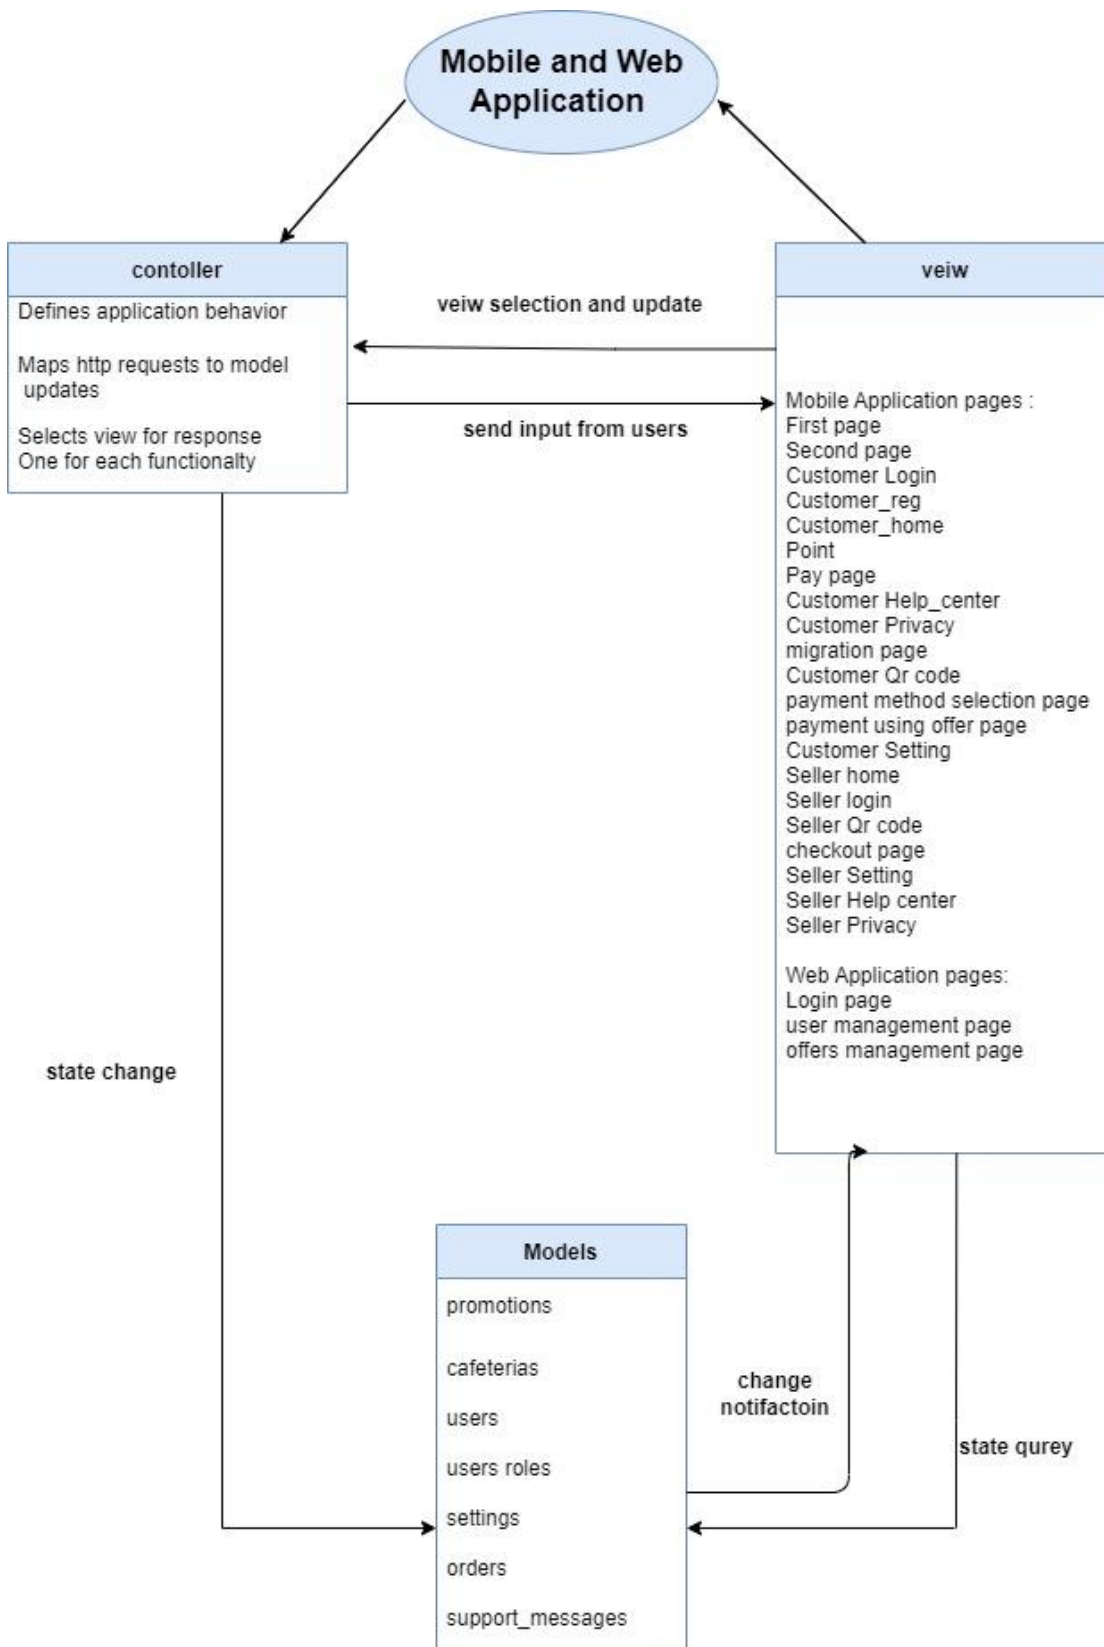 Mobile and Web
Application
contoller
Defines application behavior
Maps http requests to model
updates
Selects view for response
One for each functionalty
veiw selection and update
send input from users
veiw
Mobile Application pages :
First page
Second page
Customer Login
Customer_reg
Customer_home
Point
Pay page
Customer Help_center
Customer Privacy
migration page
Customer Qr code
payment method selection page
payment using offer page
Customer Setting
Seller home
Seller login
Seller Qr code
checkout page
Seller Setting
Seller Help center
Seller Privacy
Web Application pages:
Login page
user management page
offers management page
state change
Models
promotions
cafeterias
users
users roles
settings
orders
support_messages
change
notifactoin
state qurey